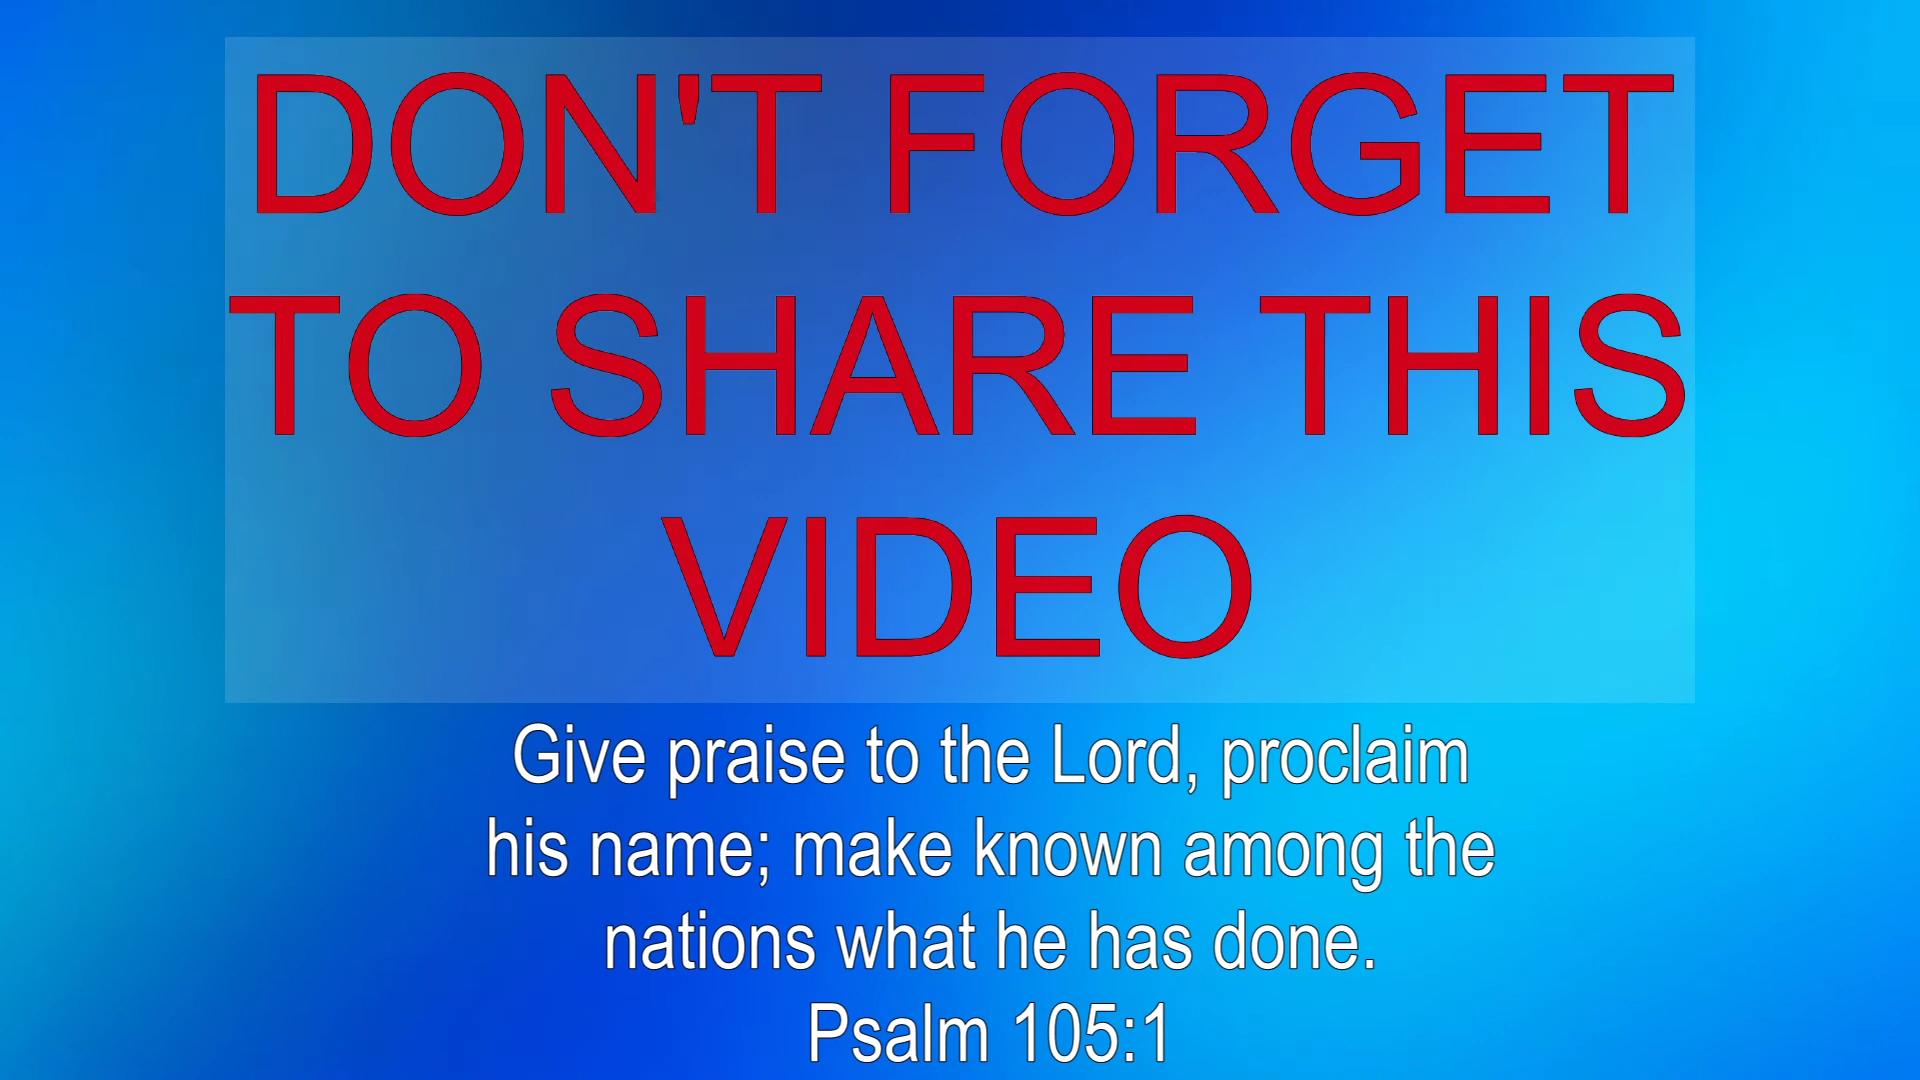 DON'T FORGET
TO SHARE THIS
VIDEO
Give praise to the Lord, proclaim
his name; make known among the
nations what he has done.
Psalm 105:1